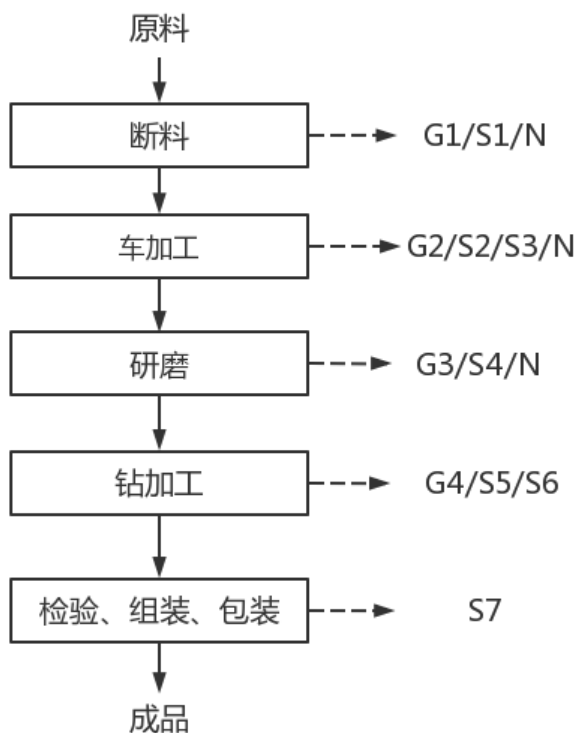 原料
断料
G1/S1/N
车加工
G2/S2/S3/N
研磨
G3/S4/N
钻加工
G4/S5/S6
检验、组装、包装
S7
成品